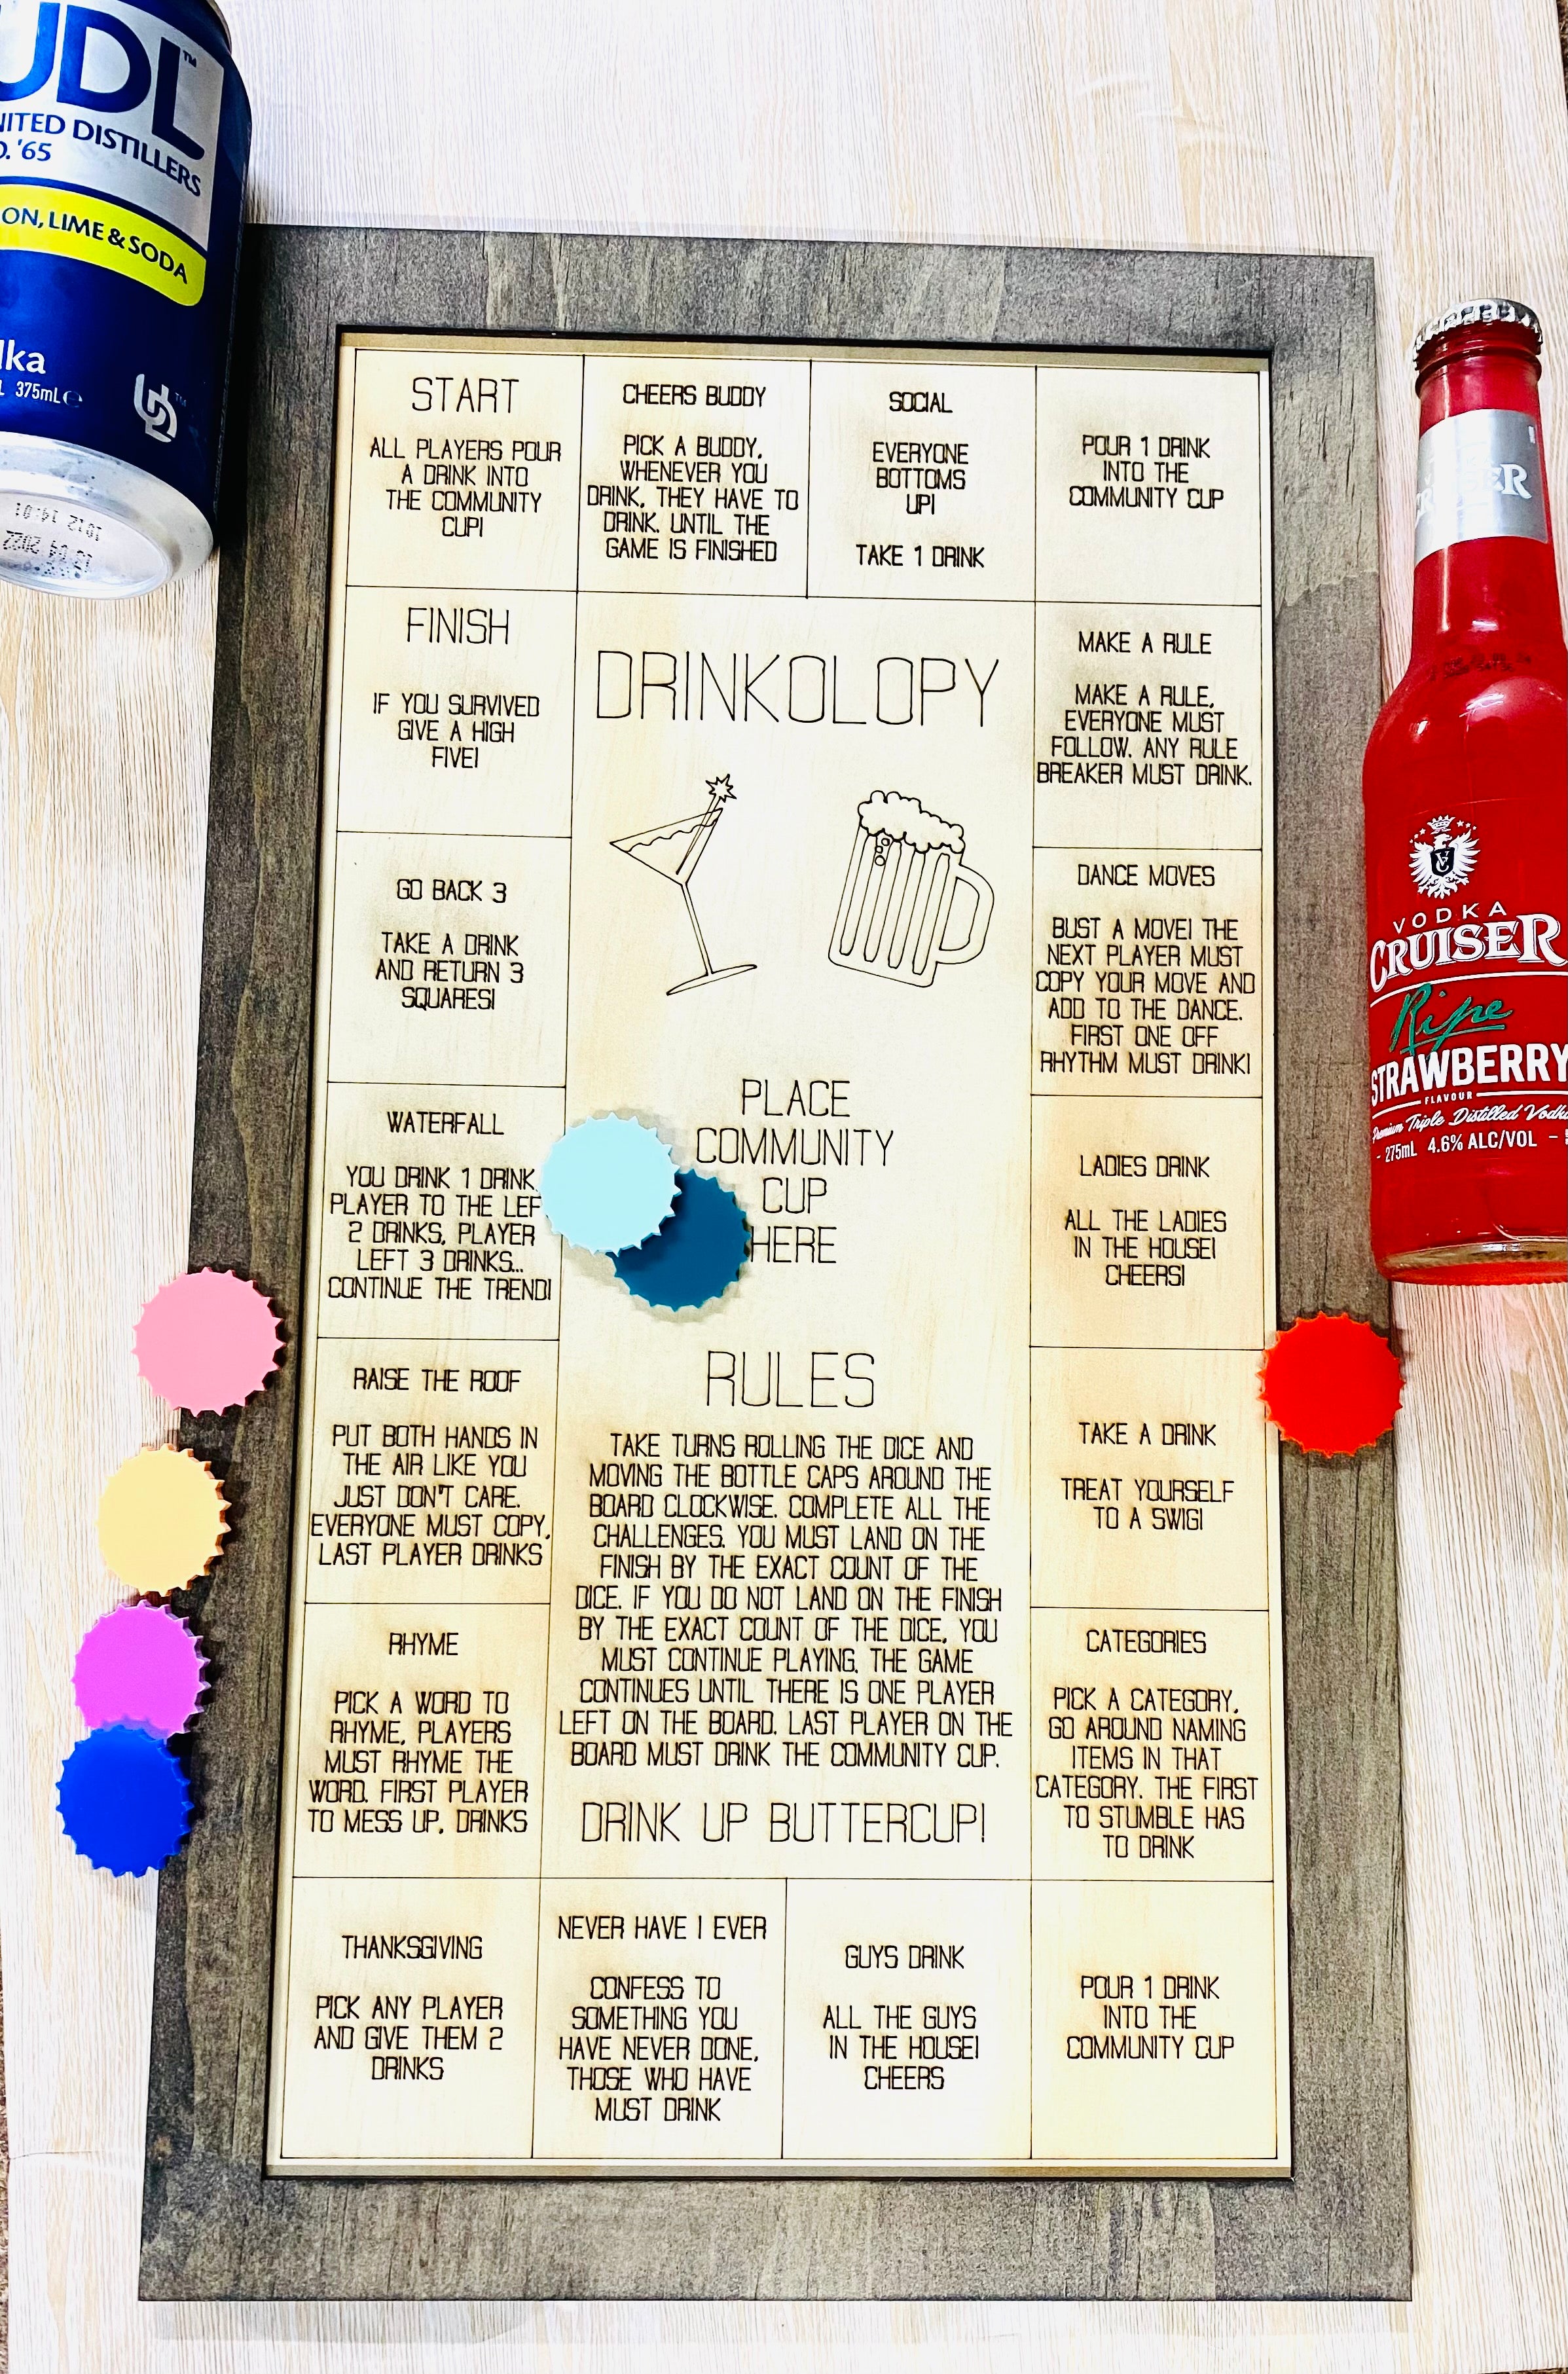 UDL™
NITED DISTILLERS
D. '65
ON, LIME & SODA
dka
L 375mL e
START
ALL PLAYERS POUR
A DRINK INTO
THE COMMUNITY
CUP!
CHEERS BUDDY
PICK A BUDDY.
WHENEVER YOU
DRINK, THEY HAVE TO
DRINK. UNTIL THE
GAME IS FINISHED
SOCIAL
EVERYONE
BOTTOMS
UP!
TAKE 1 DRINK
POUR 1 DRINK
INTO THE
COMMUNITY CUP
MAKE A RULE
MAKE A RULE,
EVERYONE MUST
FOLLOW. ANY RULE
BREAKER MUST DRINK.
DANCE MOVES
BUST A MOVE! THE
NEXT PLAYER MUST
COPY YOUR MOVE AND
ADD TO THE DANCE.
FIRST ONE OFF
RHYTHM MUST DRINK!
LADIES DRINK
ALL THE LADIES
IN THE HOUSE!
CHEERS!
TAKE A DRINK
TREAT YOURSELF
TO A SWIG!
CATEGORIES
PICK A CATEGORY,
GO AROUND NAMING
ITEMS IN THAT
CATEGORY. THE FIRST
TO STUMBLE HAS
TO DRINK
POUR 1 DRINK
INTO THE
COMMUNITY CUP
GUYS DRINK
ALL THE GUYS
IN THE HOUSE!
CHEERS
NEVER HAVE I EVER
CONFESS TO
SOMETHING YOU
HAVE NEVER DONE,
THOSE WHO HAVE
MUST DRINK
THANKSGIVING
PICK ANY PLAYER
AND GIVE THEM 2
DRINKS
RHYME
PICK A WORD TO
RHYME, PLAYERS
MUST RHYME THE
WORD. FIRST PLAYER
TO MESS UP, DRINKS
RAISE THE ROOF
PUT BOTH HANDS IN
THE AIR LIKE YOU
JUST DON'T CARE.
EVERYONE MUST COPY,
LAST PLAYER DRINKS
WATERFALL
YOU DRINK 1 DRINK,
PLAYER TO THE LEF
2 DRINKS, PLAYER
LEFT 3 DRINKS...
CONTINUE THE TREND!
GO BACK 3
TAKE A DRINK
AND RETURN 3
SQUARES!
FINISH
IF YOU SURVIVED
GIVE A HIGH
FIVE!
DRINKOLOPY
PLACE
COMMUNITY
CUP
HERE
RULES
TAKE TURNS ROLLING THE DICE AND
MOVING THE BOTTLE CAPS AROUND THE
BOARD CLOCKWISE. COMPLETE ALL THE
CHALLENGES. YOU MUST LAND ON THE
FINISH BY THE EXACT COUNT OF THE
DICE. IF YOU DO NOT LAND ON THE FINISH
BY THE EXACT COUNT OF THE DICE, YOU
MUST CONTINUE PLAYING. THE GAME
CONTINUES UNTIL THERE IS ONE PLAYER
LEFT ON THE BOARD. LAST PLAYER ON THE
BOARD MUST DRINK THE COMMUNITY CUP.
DRINK UP BUTTERCUP!
VODKA
CRUISER
Ripe
STRAWBERRY
FLAVOUR
Premium Triple Distilled Vodk
- 275mL 4.6% ALC/VOL -